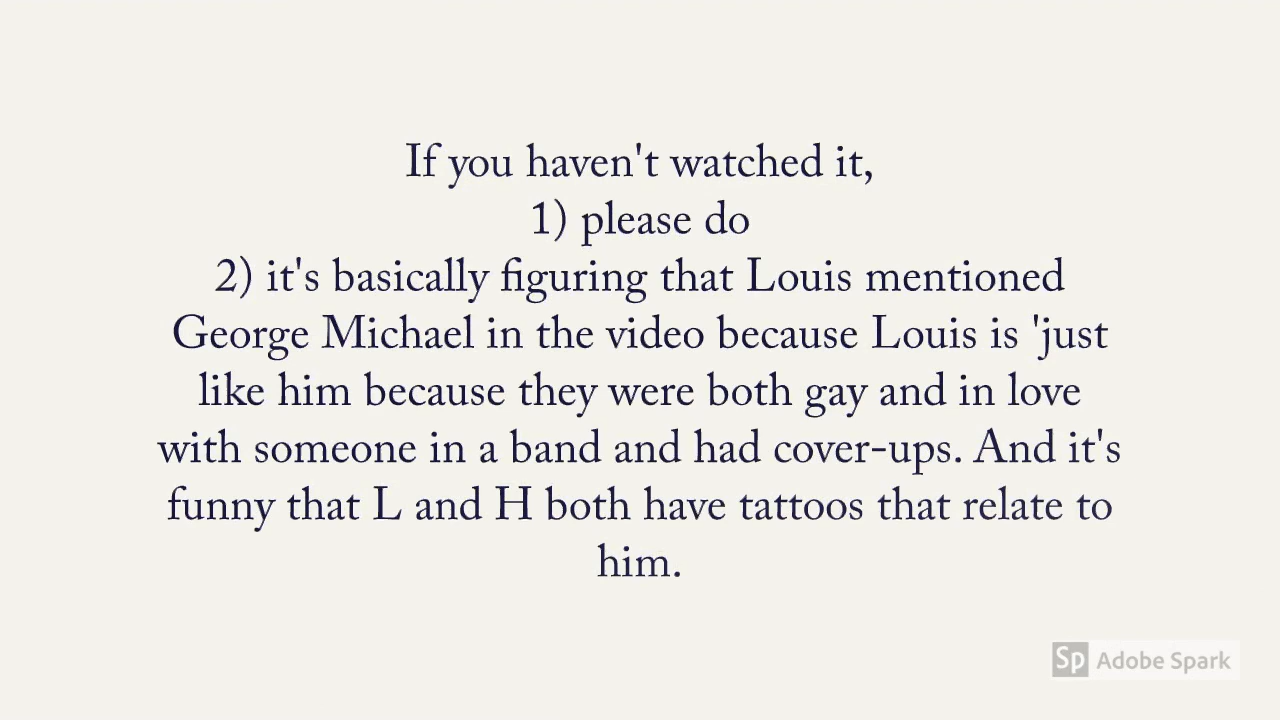 If you haven't watched it,
1) please do
2) it's basically figuring that Louis mentioned
George Michael in the video because Louis is 'just
like him because they were both gay and in love
with someone in a band and had cover-ups. And it's
funny that L and H both have tattoos that relate to
him.
Sp Adobe Spark